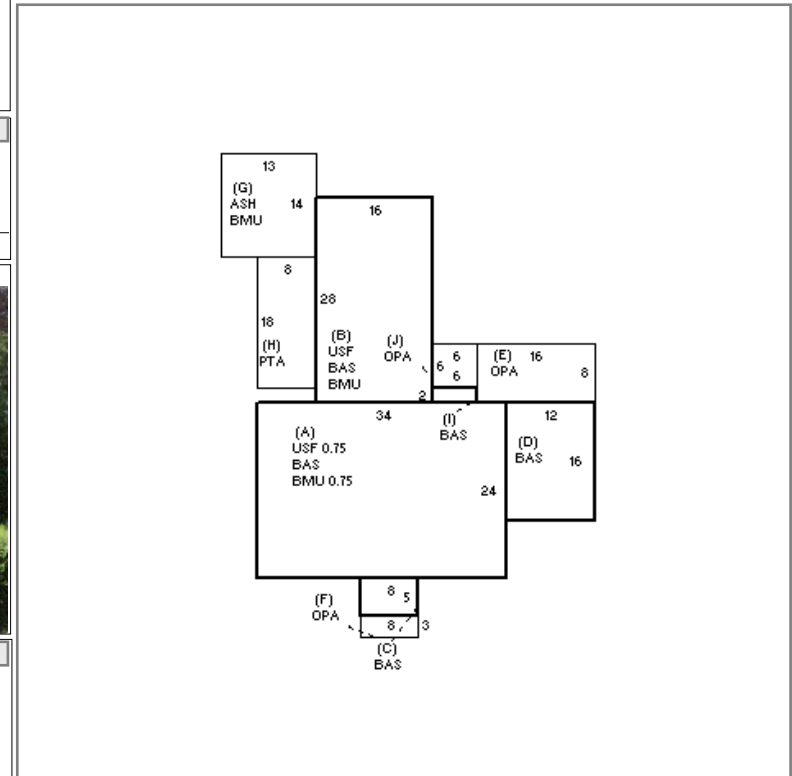 13
(G)
ASH
BMU
14
16
8
28
18
(H)
PTA
(B)
USF
BAS
BMU
(J)
OPA
6
6
6
(E)
OPA
16
8
2
34
(I)
BAS
12
(A)
USF 0.75
BAS
BMU 0.75
(D)
BAS
16
24
8
5
(F)
OPA
8
3
(C)
BAS